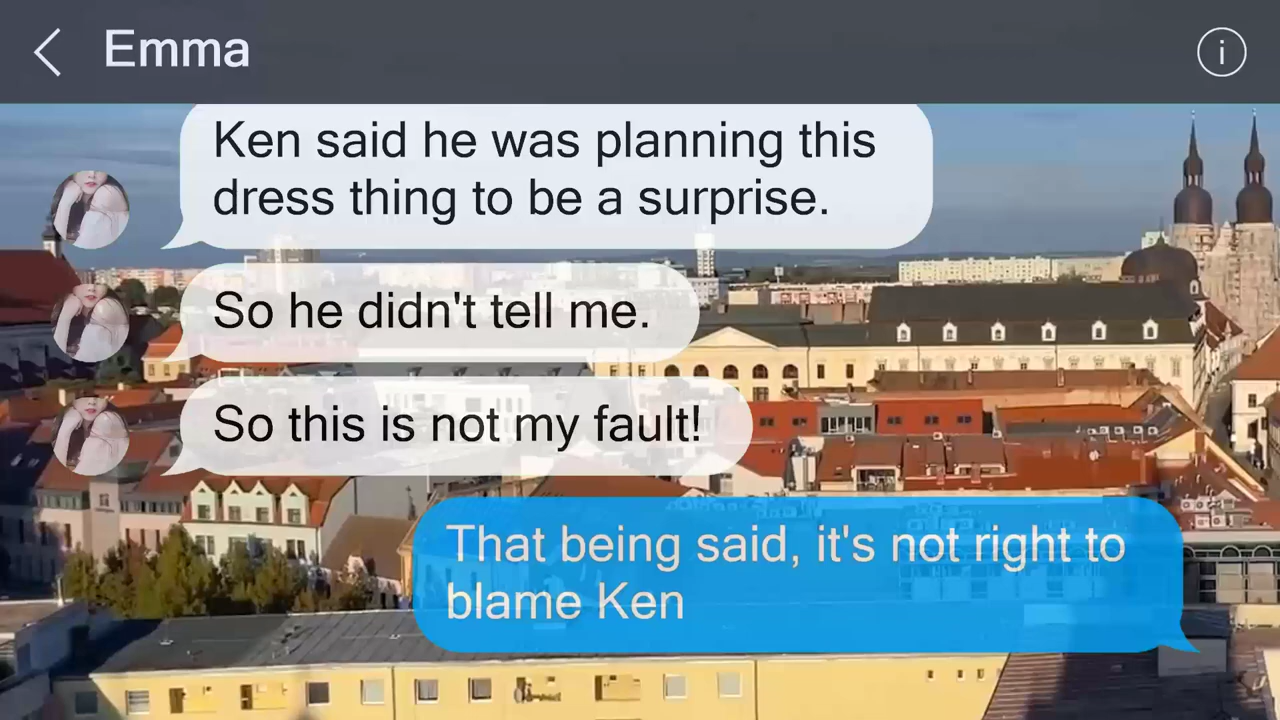 Emma
Ken said he was planning this
dress thing to be a surprise.
So he didn't tell me.
So this is not my fault!
That being said, it's not right to
blame Ken